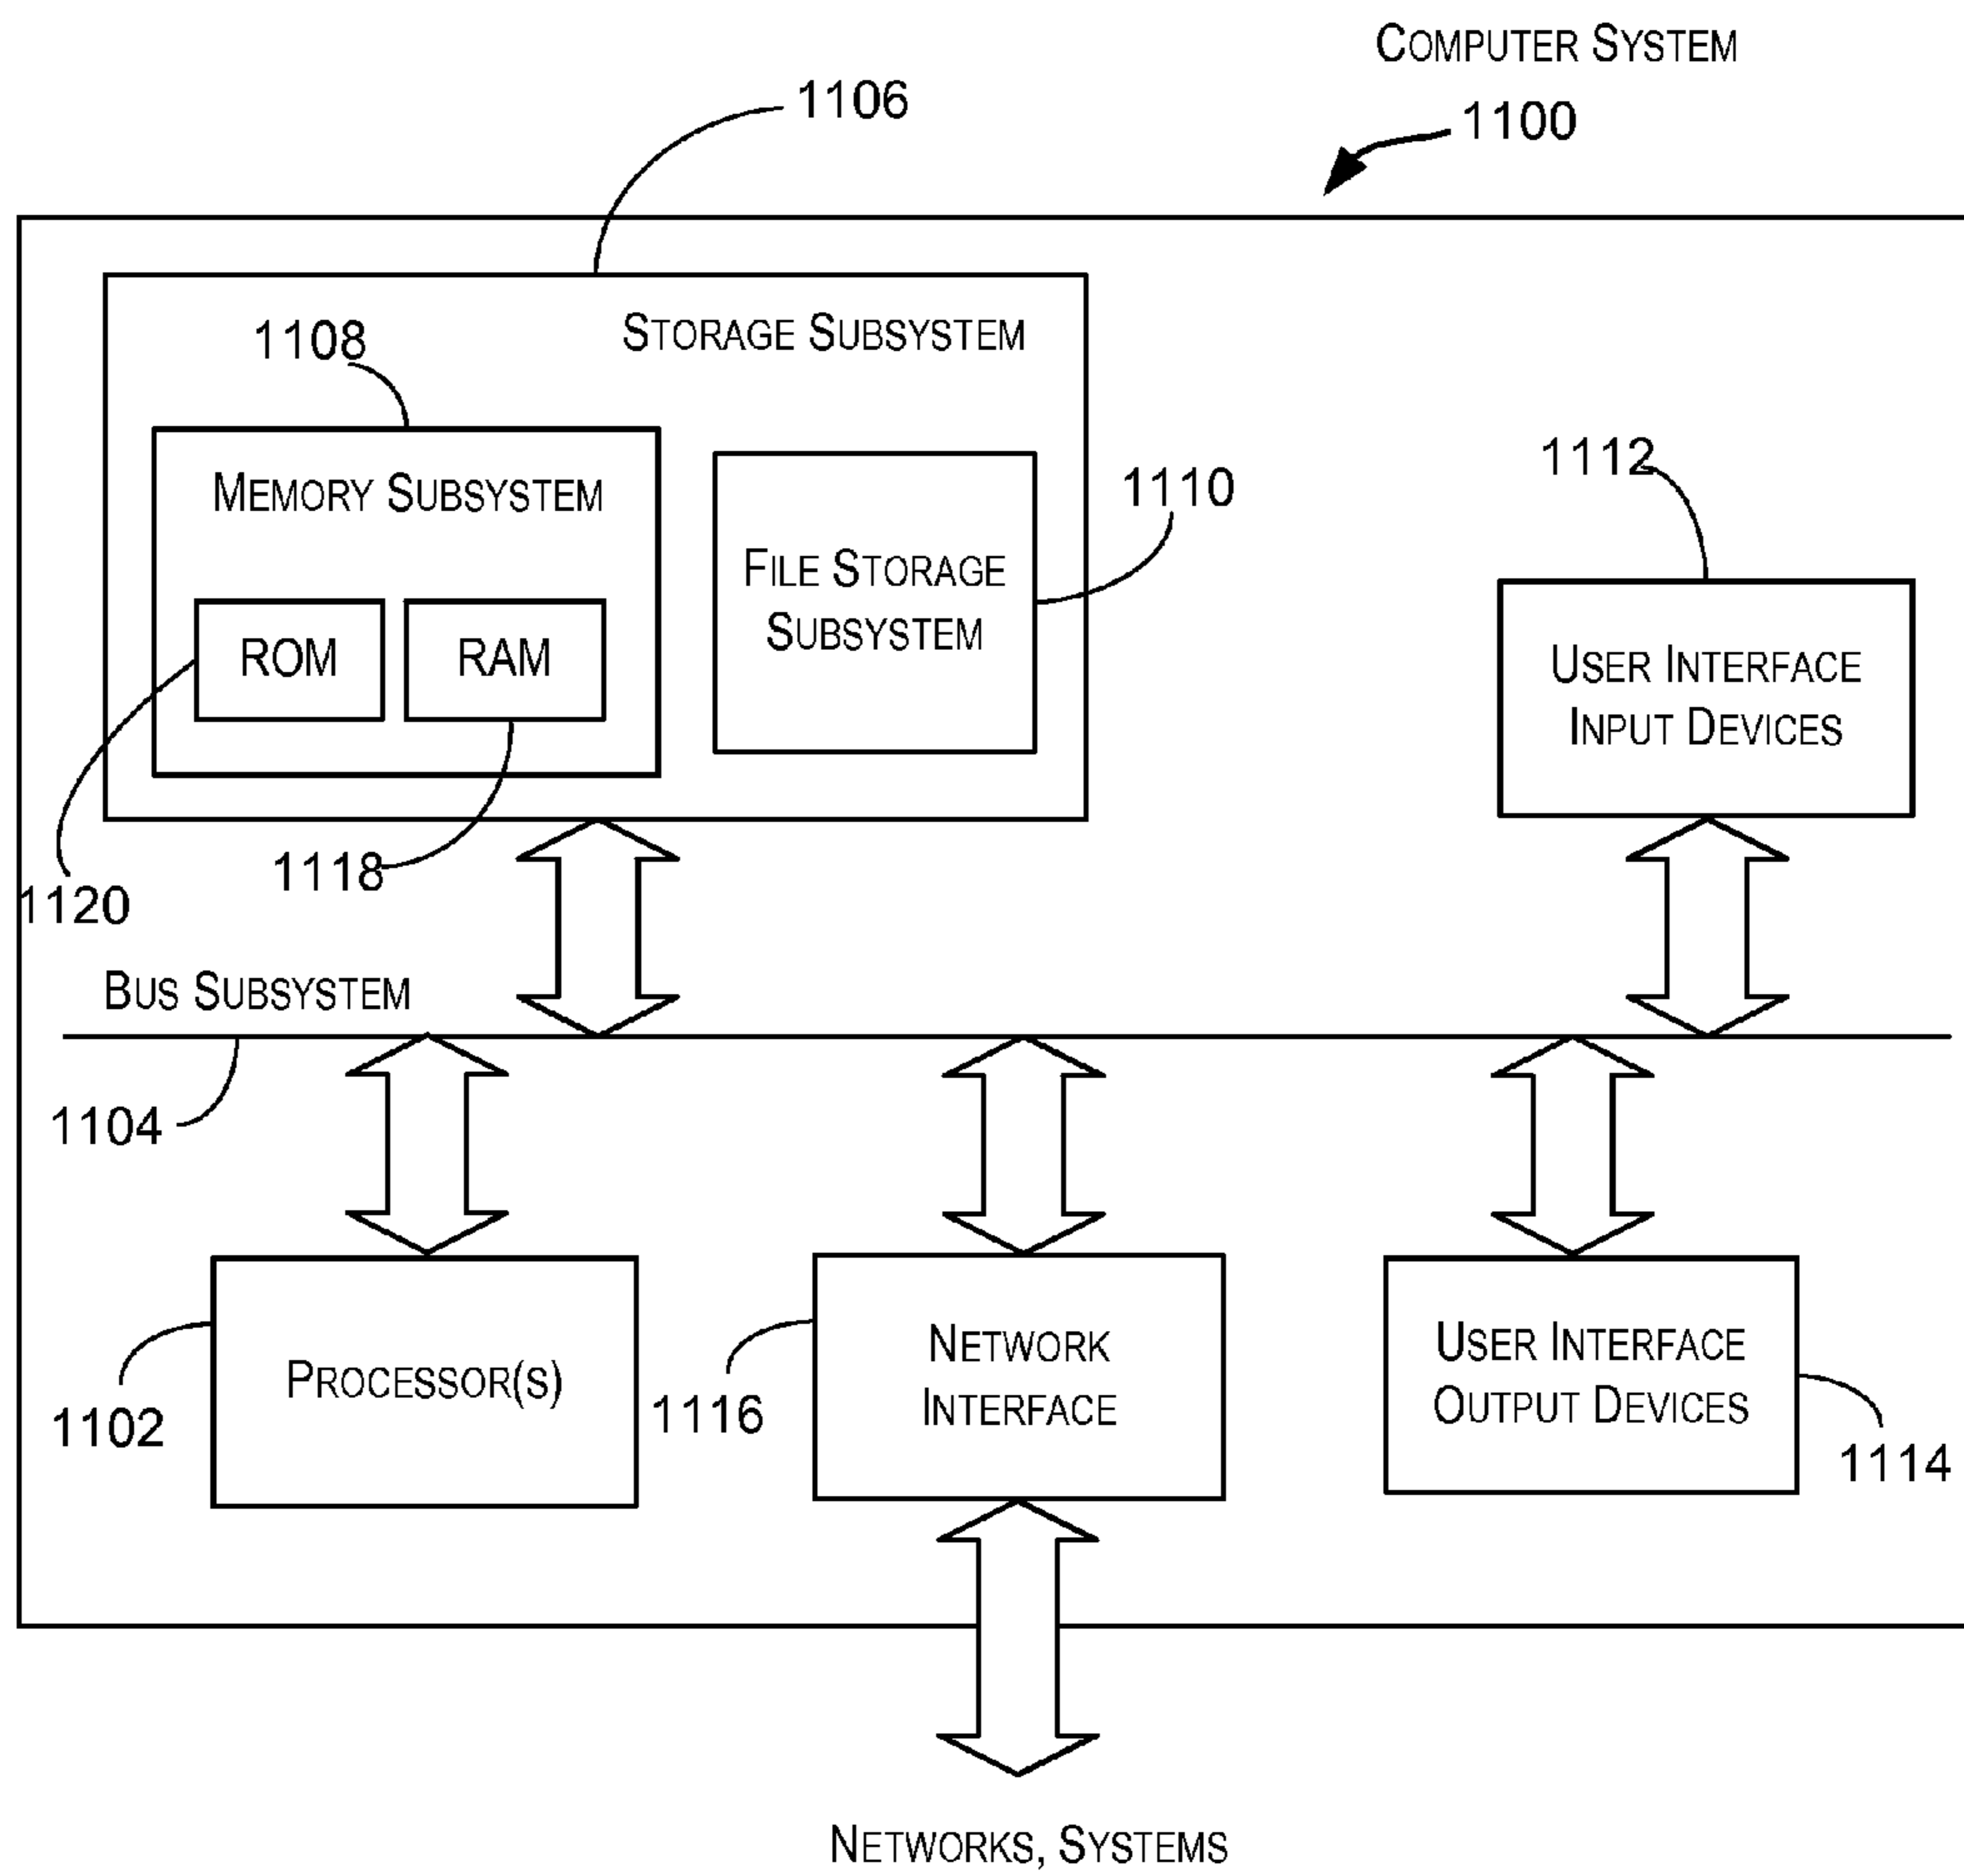 COMPUTER SYSTEM
1100
1106
STORAGE SUBSYSTEM
1108
MEMORY SUBSYSTEM
ROM
RAM
FILE STORAGE
SUBSYSTEM
1110
1112
USER INTERFACE
INPUT DEVICES
1120
1118
BUS SUBSYSTEM
1104
PROCESSOR(S)
1102
NETWORK
INTERFACE
1116
USER INTERFACE
OUTPUT DEVICES
1114
NETWORKS, SYSTEMS